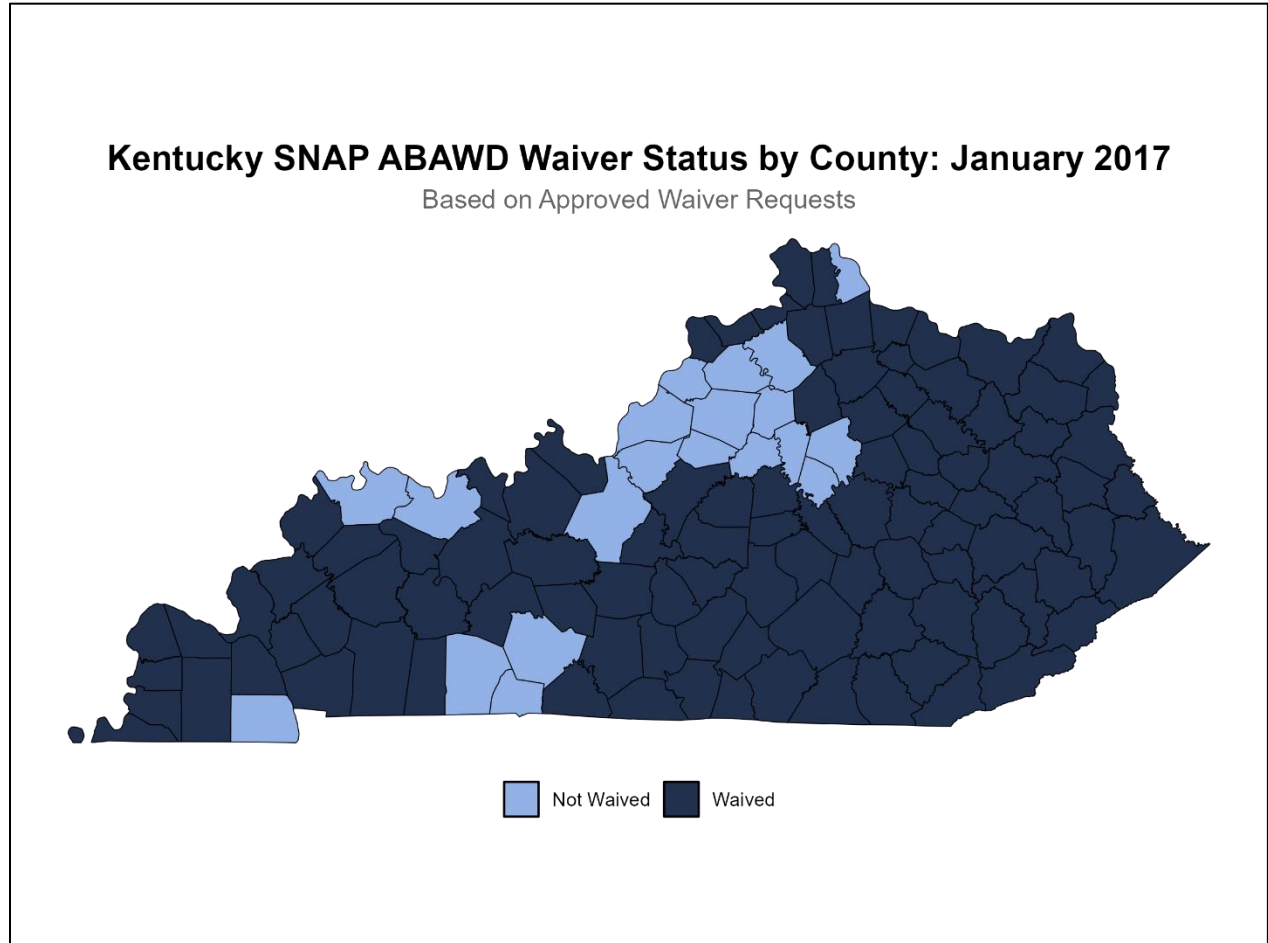 Kentucky SNAP ABAWD Waiver Status by County: January 2017
Based on Approved Waiver Requests
Not Waived Waived